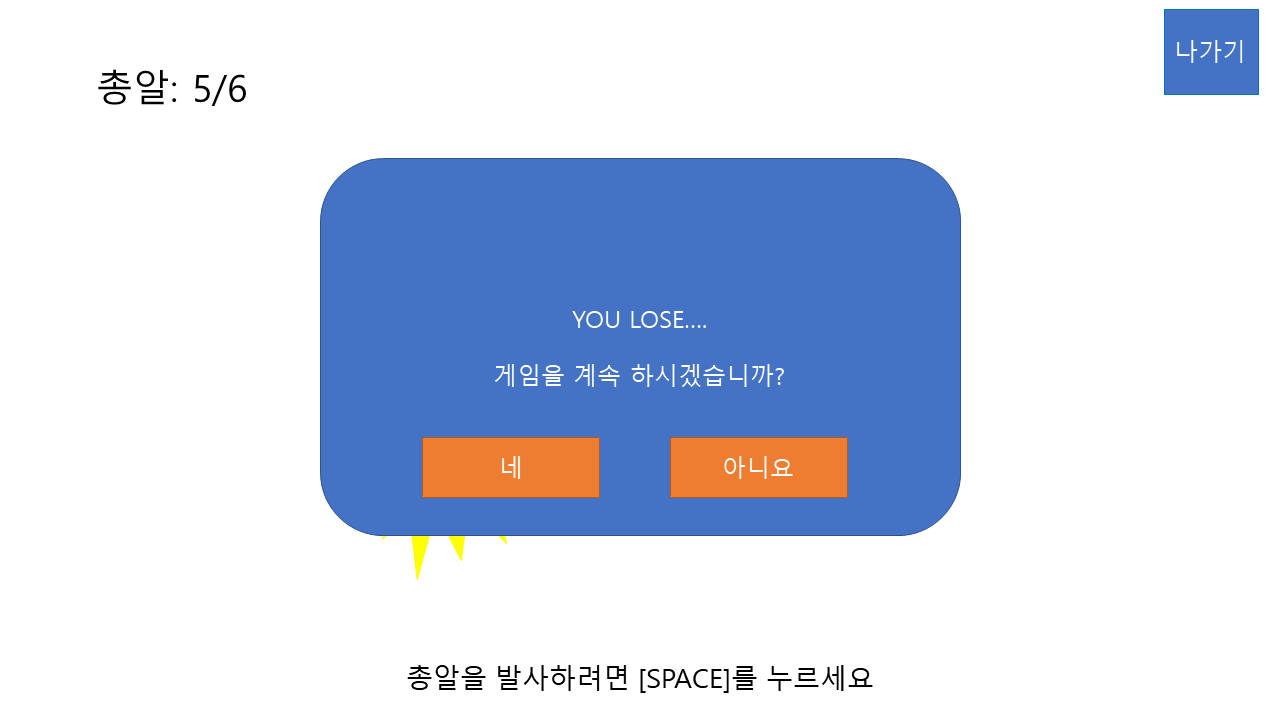 나가기
총알: 5/6
YOU LOSE....
게임을 계속 하시겠습니까?
네
아니요
총알을 발사하려면 [SPACE]를 누르세요